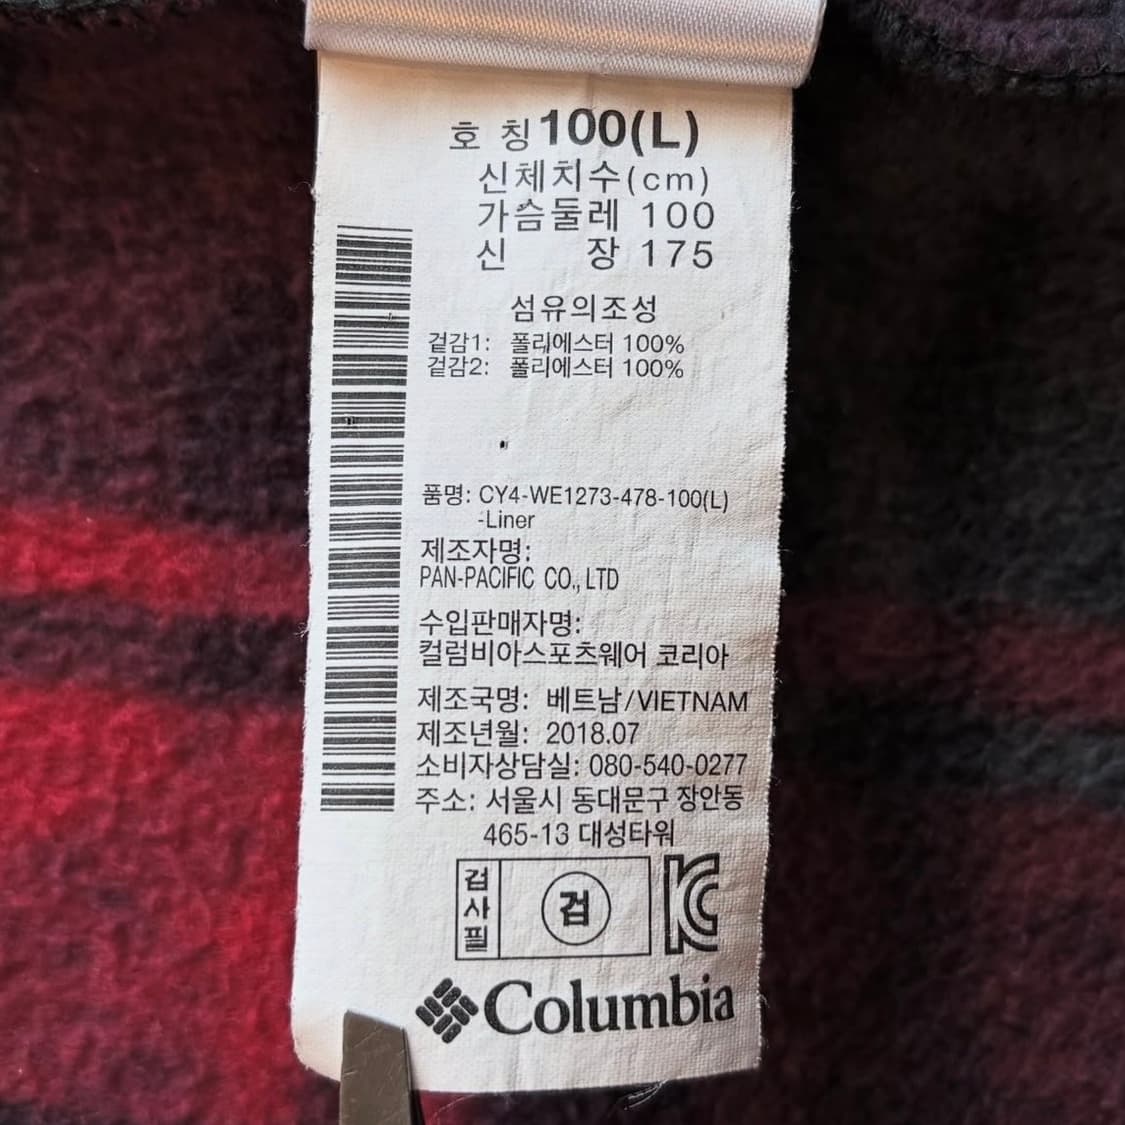 호 칭 100(L)
신체치수(cm)
가슴둘레 100
신 장 175
섬유의조성
겉감1: 폴리에스터 100%
겉감2: 폴리에스터 100%
품명: CY4-WE1273-478-100(L)
-Liner
제조자명:
PAN-PACIFIC CO., LTD
수입판매자명:
컬럼비아스포츠웨어 코리아
제조국명: 베트남/VIETNAM
제조년월: 2018.07
소비자상담실: 080-540-0277
주소: 서울시 동대문구 장안동
465-13 대성타워
검사필 검 KC
Columbia